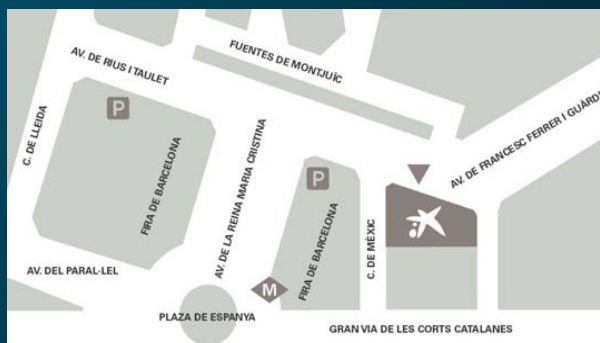 AV. DE RIUS I TAULET
FUENTES DE MONTJUÏC
C. DE LLEIDA
P
FIRA DE BARCELONA
AV. DE LA REINA MARIA CRISTINA
P
FIRA DE BARCELONA
C. DE MÈXIC
AV. DE FRANCESC FERRER I GUÀRDI
AV. DEL PARAL·LEL
M
PLAZA DE ESPANYA
GRAN VIA DE LES CORTS CATALANES